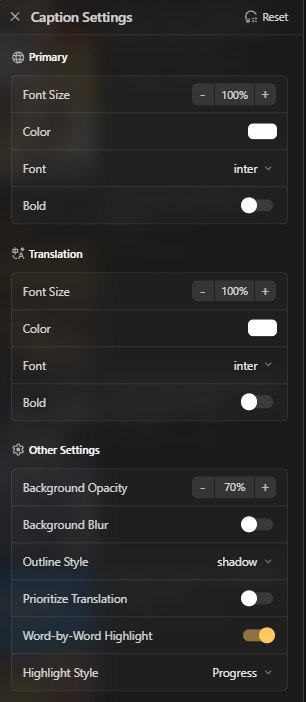 Caption Settings Reset
Primary
Font Size - 100% +
Color
Font inter
Bold
Translation
Font Size - 100% +
Color
Font inter
Bold
Other Settings
Background Opacity - 70% +
Background Blur
Outline Style shadow
Prioritize Translation
Word-by-Word Highlight
Highlight Style Progress